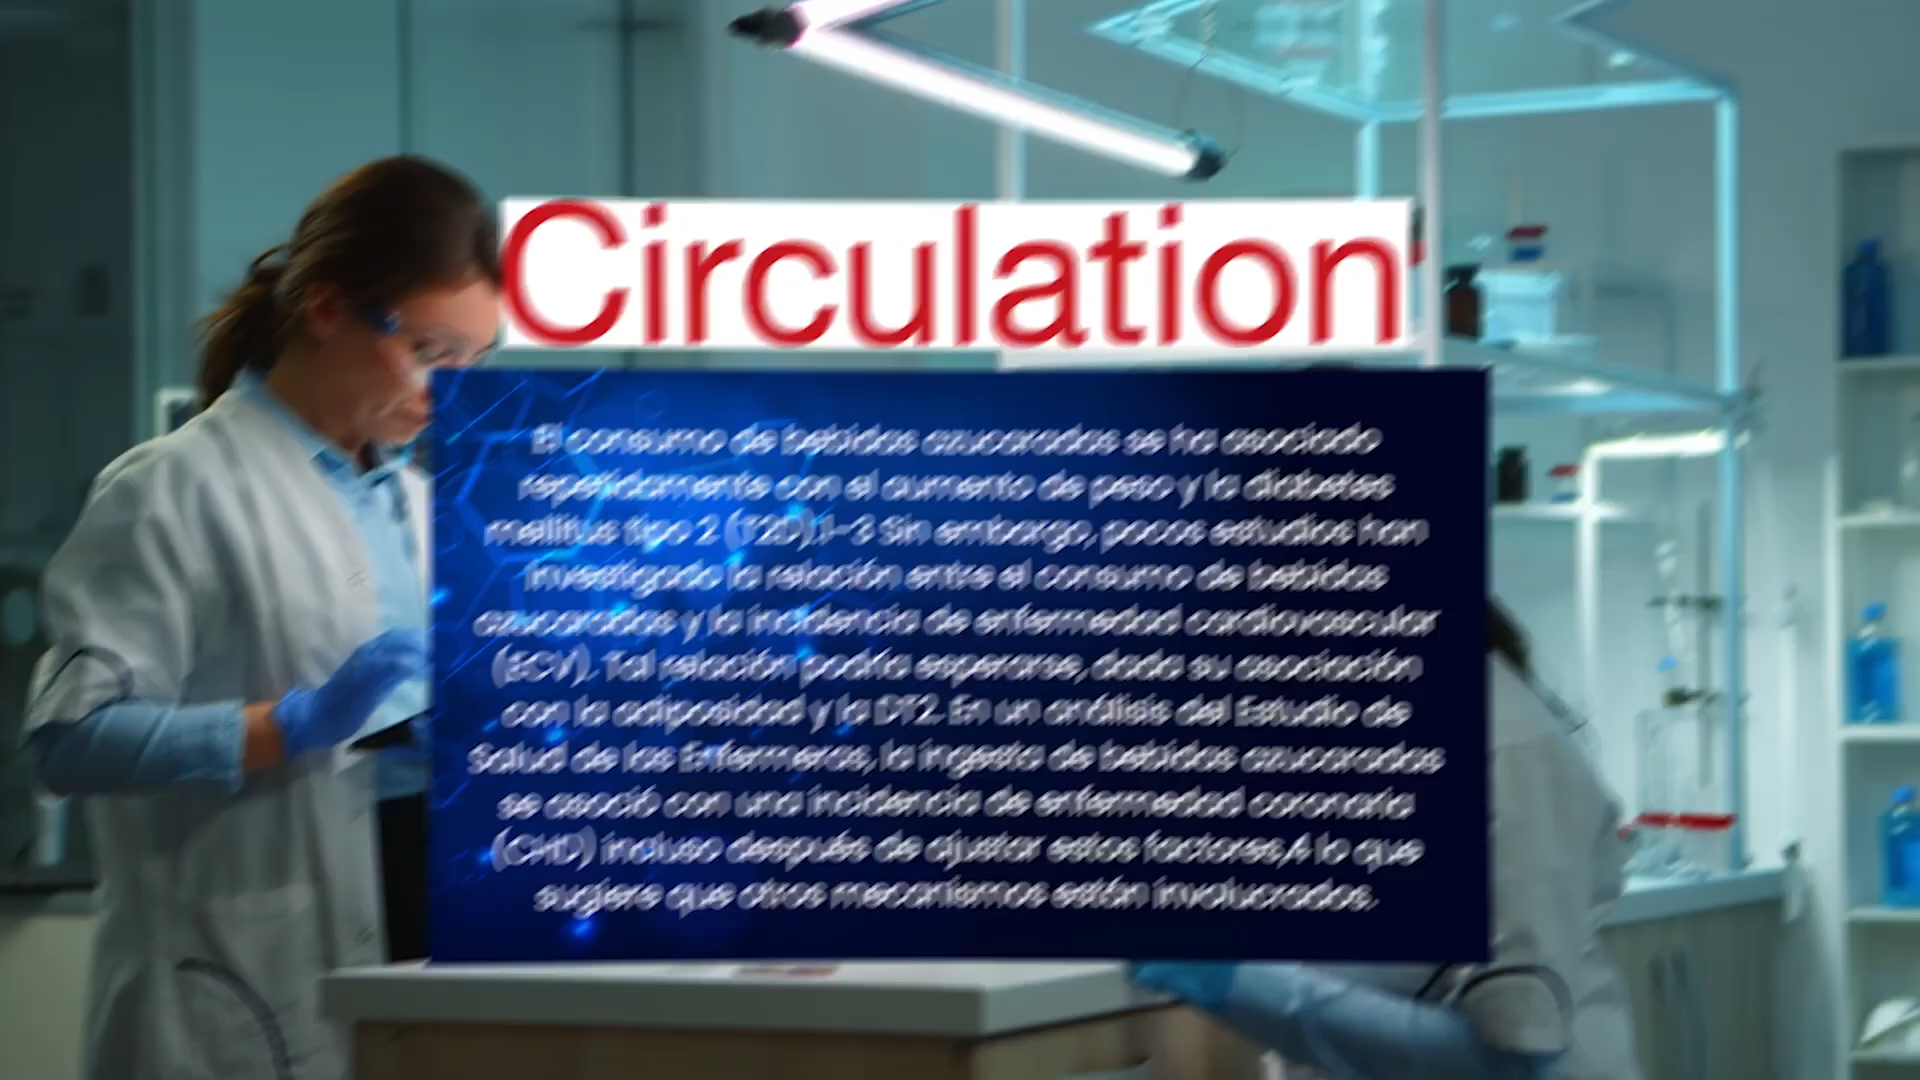 Circulation
El consumo de bebidas azucaradas se ha asociado
repetidamente con el aumento de peso y la diabetes
mellitus tipo 2 (T2D).1-3 Sin embargo, pocos estudios han
investigado la relación entre el consumo de bebidas
azucaradas y la incidencia de enfermedad cardiovascular
(ECV). Tal relación podría esperarse, dada su asociación
con la adiposidad y la DT2. En un análisis del Estudio de
Salud de las Enfermeras, la ingesta de bebidas azucaradas
se asoció con una incidencia de enfermedad coronaria
(CHD) incluso después de ajustar estos factores,4 lo que
sugiere que otros mecanismos están involucrados.